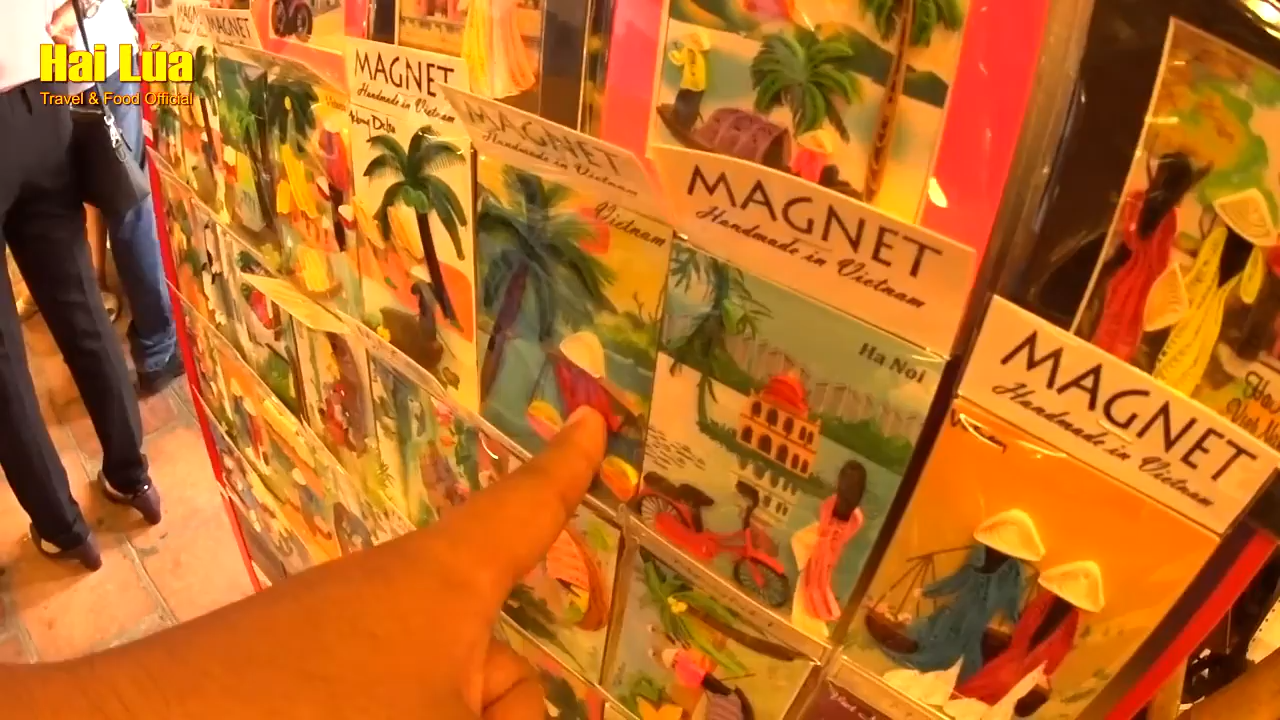 Hai Lúa
Travel & Food Official
MAGNET
MAGNET
Handmade in Vietnam
MAGNET
Handmade in Vietnam
Vietnam
MAGNET
Handmade in Vietnam
Ha Noi
MAGNET
Handmade in Vietnam